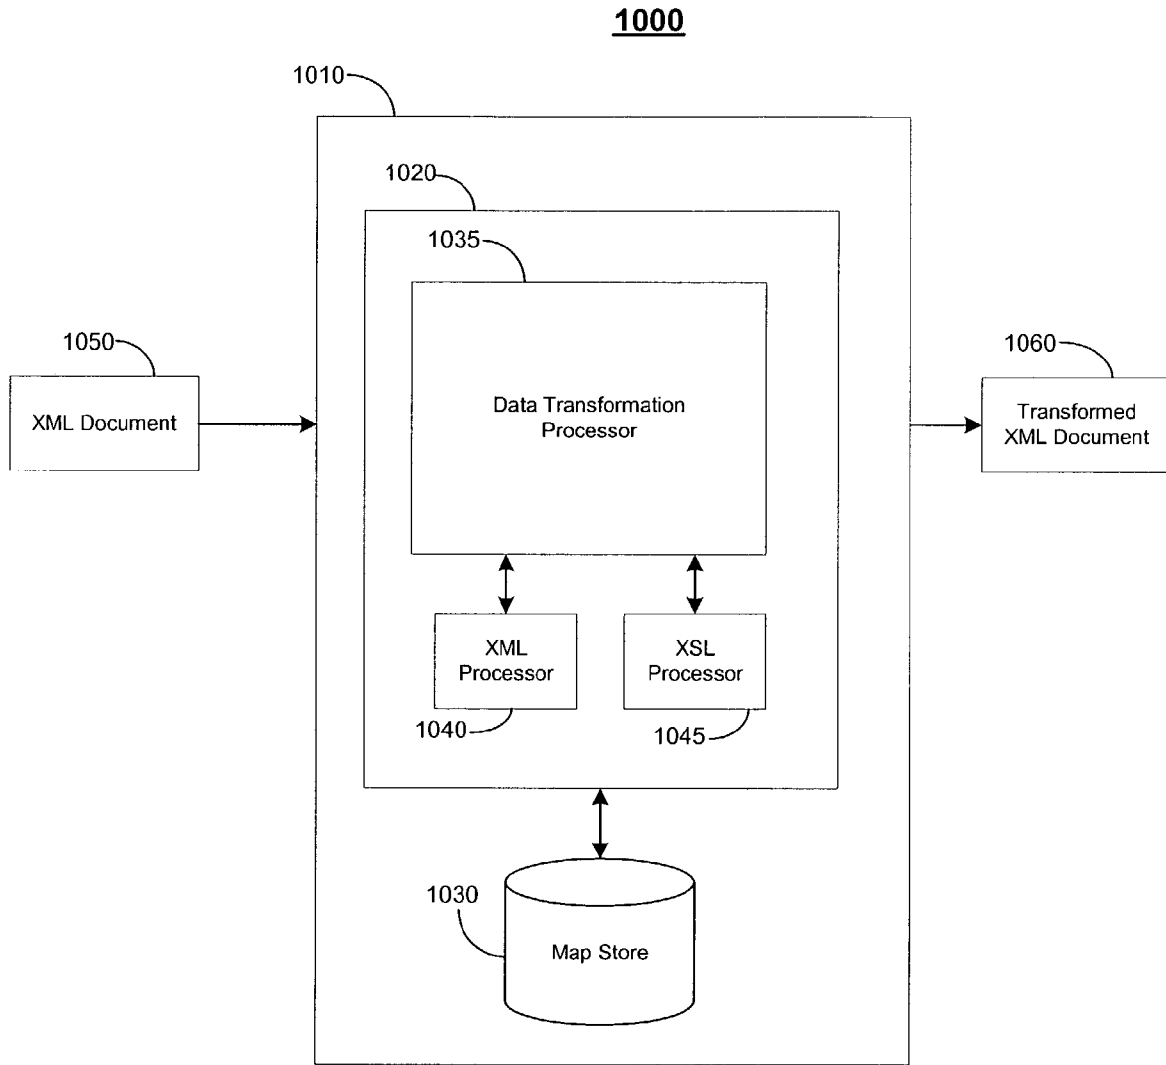 1000
1010
1020
1035
1050
XML Document
Data Transformation
Processor
1060
Transformed
XML Document
XML
Processor
XSL
Processor
1040
1045
1030
Map Store